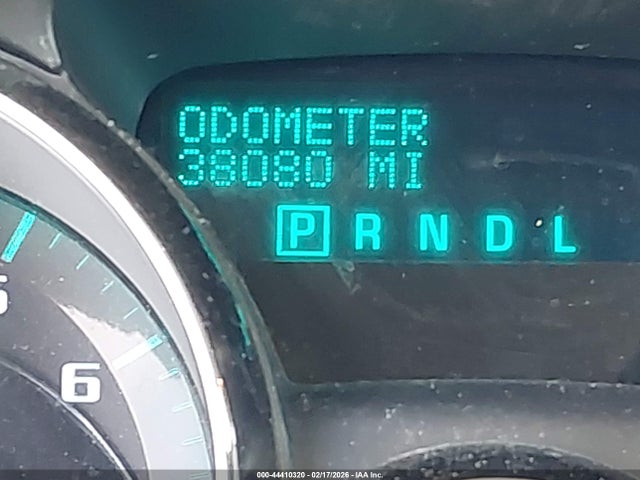 ODOMETER
38080 MI
P R N D L
6
000-44410320 - 02/17/2026 - IAA Inc.